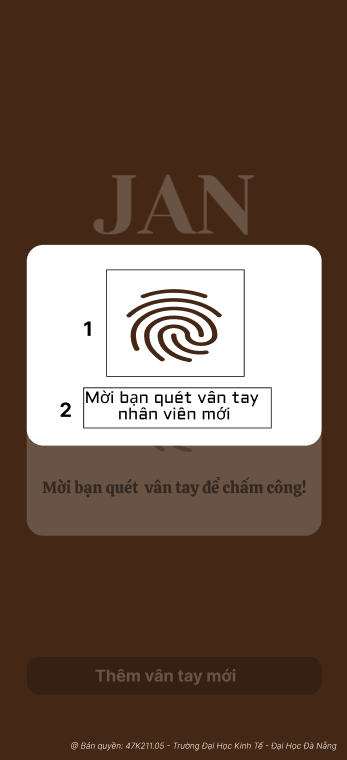 JAN
1
2
Mời bạn quét vân tay
nhân viên mới
Mời bạn quét vân tay để chấm công!
Thêm vân tay mới
@ Bản quyền: 47K211.05 - Trường Đại Học Kinh Tế - Đại Học Đà Nẵng